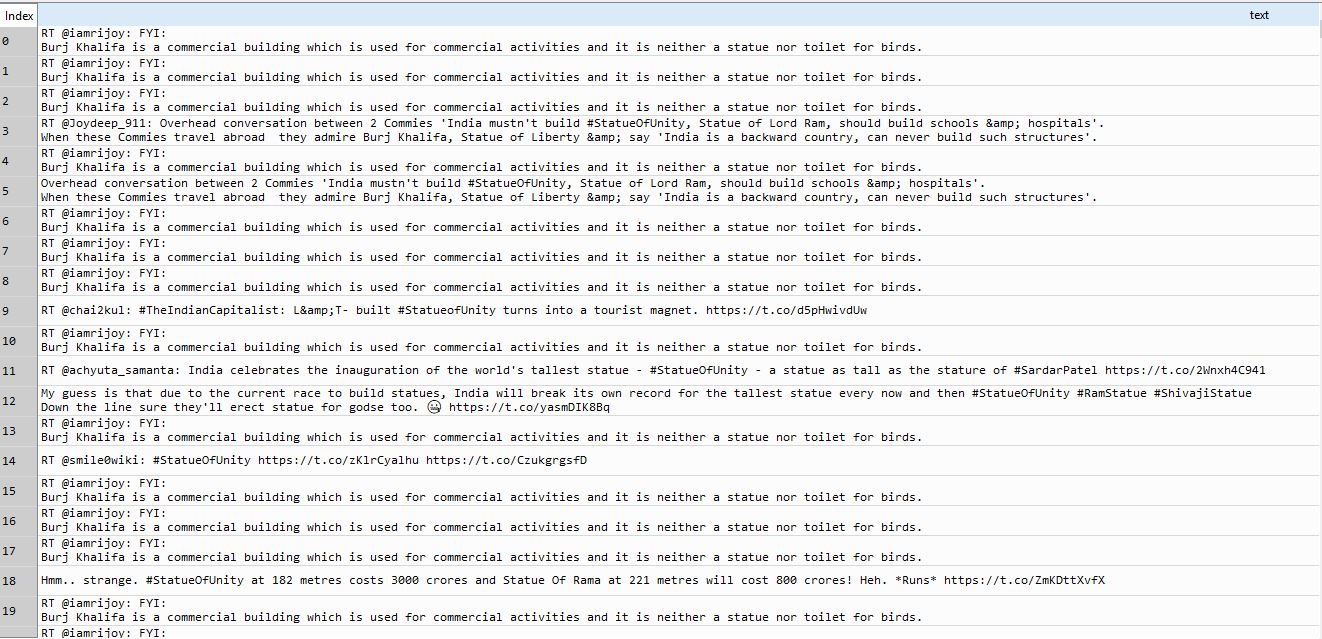 Index text
0 RT @iamrijoy: FYI:
Burj Khalifa is a commercial building which is used for commercial activities and it is neither a statue nor toilet for birds.
1 RT @iamrijoy: FYI:
Burj Khalifa is a commercial building which is used for commercial activities and it is neither a statue nor toilet for birds.
2 RT @iamrijoy: FYI:
Burj Khalifa is a commercial building which is used for commercial activities and it is neither a statue nor toilet for birds.
3 RT @Joydeep_911: Overhead conversation between 2 Commies 'India mustn't build #StatueOfUnity, Statue of Lord Ram, should build schools &amp; hospitals'.
When these Commies travel abroad  they admire Burj Khalifa, Statue of Liberty &amp; say 'India is a backward country, can never build such structures'.
4 RT @iamrijoy: FYI:
Burj Khalifa is a commercial building which is used for commercial activities and it is neither a statue nor toilet for birds.
5 Overhead conversation between 2 Commies 'India mustn't build #StatueOfUnity, Statue of Lord Ram, should build schools &amp; hospitals'.
When these Commies travel abroad  they admire Burj Khalifa, Statue of Liberty &amp; say 'India is a backward country, can never build such structures'.
6 RT @iamrijoy: FYI:
Burj Khalifa is a commercial building which is used for commercial activities and it is neither a statue nor toilet for birds.
7 RT @iamrijoy: FYI:
Burj Khalifa is a commercial building which is used for commercial activities and it is neither a statue nor toilet for birds.
8 RT @iamrijoy: FYI:
Burj Khalifa is a commercial building which is used for commercial activities and it is neither a statue nor toilet for birds.
9 RT @chai2kul: #TheIndianCapitalist: L&amp;T- built #StatueofUnity turns into a tourist magnet. https://t.co/d5pHwivdUw
10 RT @iamrijoy: FYI:
Burj Khalifa is a commercial building which is used for commercial activities and it is neither a statue nor toilet for birds.
11 RT @achyuta_samanta: India celebrates the inauguration of the world's tallest statue - #StatueOfUnity - a statue as tall as the stature of #SardarPatel https://t.co/2Wnxh4C941
12 My guess is that due to the current race to build statues, India will break its own record for the tallest statue every now and then #StatueOfUnity #RamStatue #ShivajiStatue
Down the line sure they'll erect statue for godse too. 😀 https://t.co/yasmDIK8Bq
13 RT @iamrijoy: FYI:
Burj Khalifa is a commercial building which is used for commercial activities and it is neither a statue nor toilet for birds.
14 RT @smile0wiki: #StatueOfUnity https://t.co/zKlrCyalhu https://t.co/CzukgrgsfD
15 RT @iamrijoy: FYI:
Burj Khalifa is a commercial building which is used for commercial activities and it is neither a statue nor toilet for birds.
16 RT @iamrijoy: FYI:
Burj Khalifa is a commercial building which is used for commercial activities and it is neither a statue nor toilet for birds.
17 RT @iamrijoy: FYI:
Burj Khalifa is a commercial building which is used for commercial activities and it is neither a statue nor toilet for birds.
18 Hmm.. strange. #StatueOfUnity at 182 metres costs 3000 crores and Statue Of Rama at 221 metres will cost 800 crores! Heh. *Runs* https://t.co/ZmKDttXvfX
19 RT @iamrijoy: FYI:
Burj Khalifa is a commercial building which is used for commercial activities and it is neither a statue nor toilet for birds.
RT @iamrijoy: FYI: